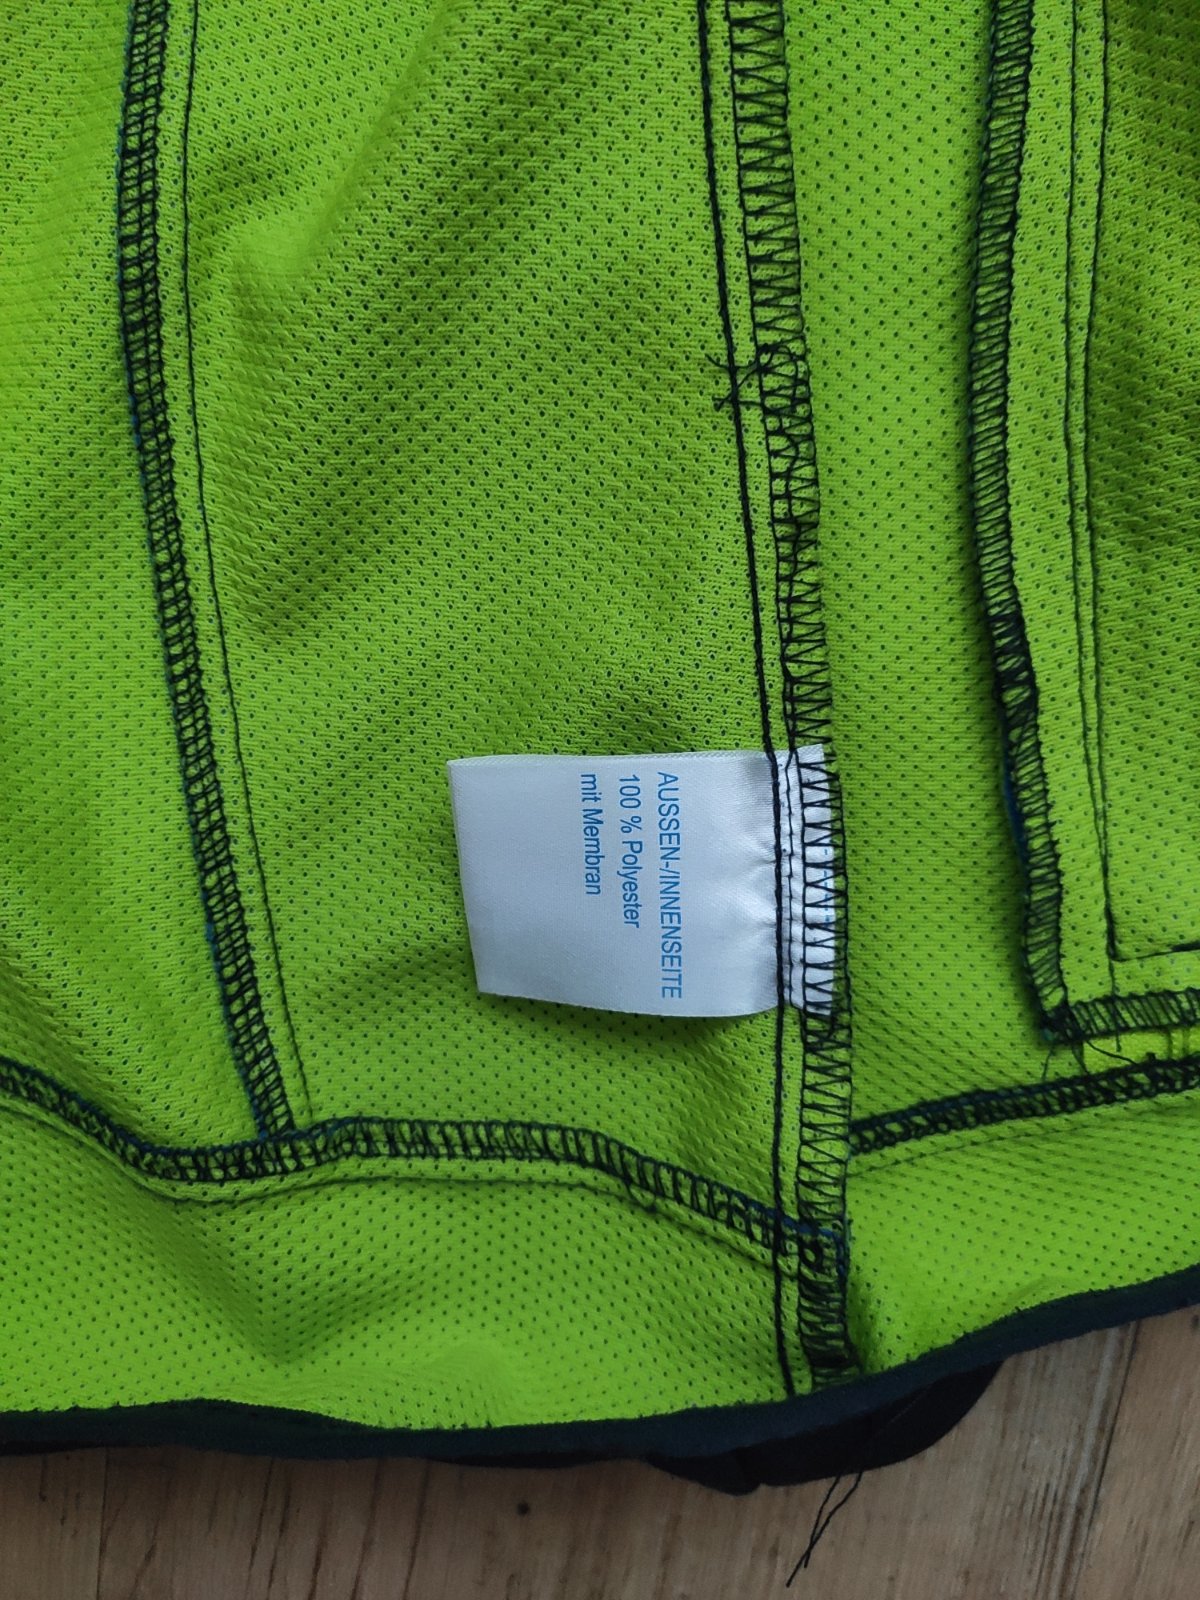 AUSSEN-/INNENSEITE
100 % Polyester
mit Membran